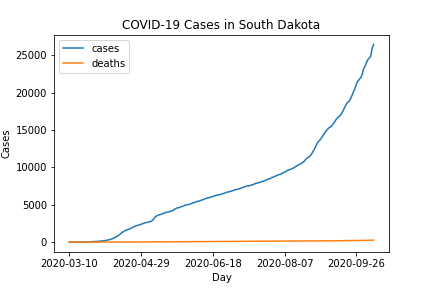 COVID-19 Cases in South Dakota
cases
deaths
25000
20000
15000
10000
5000
0
Cases
2020-03-10 2020-04-29 2020-06-18 2020-08-07 2020-09-26
Day